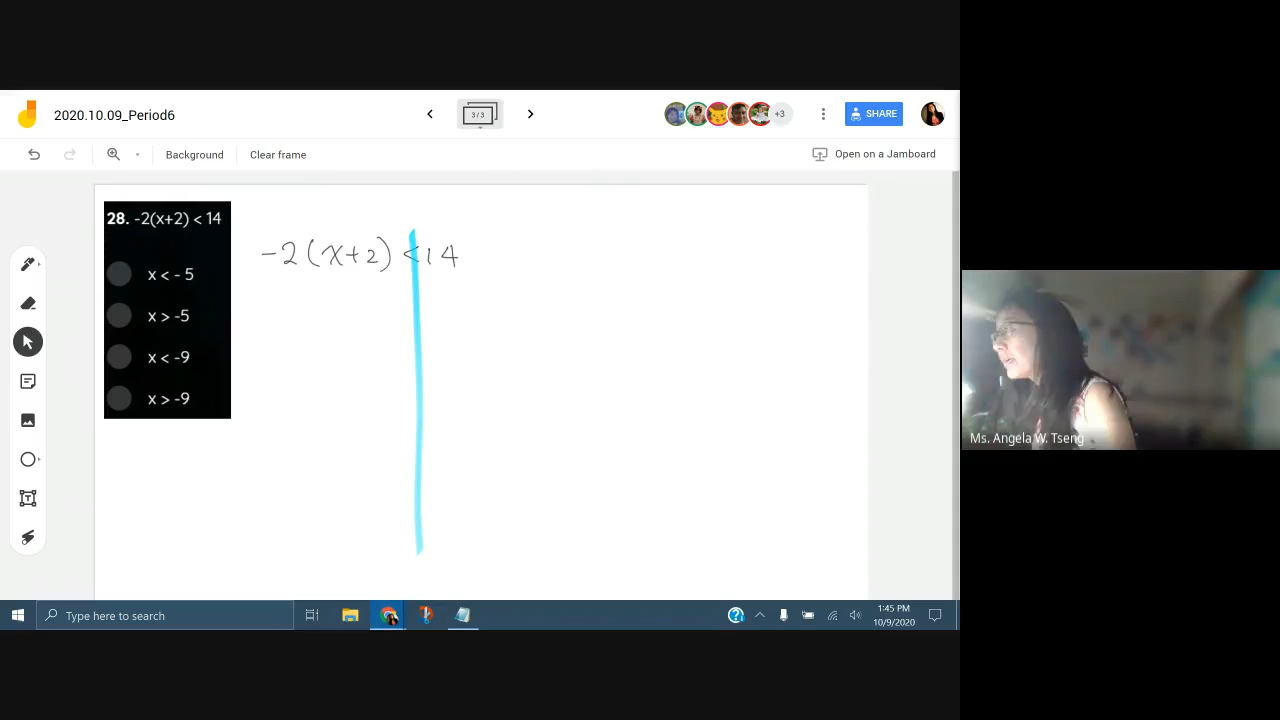 2020.10.09_Period6
3 / 3
+3
SHARE
Background
Clear frame
Open on a Jamboard
28. -2(x+2) < 14
x < - 5
x > -5
x < -9
x > -9
-2(x+2) < 14
Ms. Angela W. Tseng
Type here to search
1:45 PM
10/9/2020